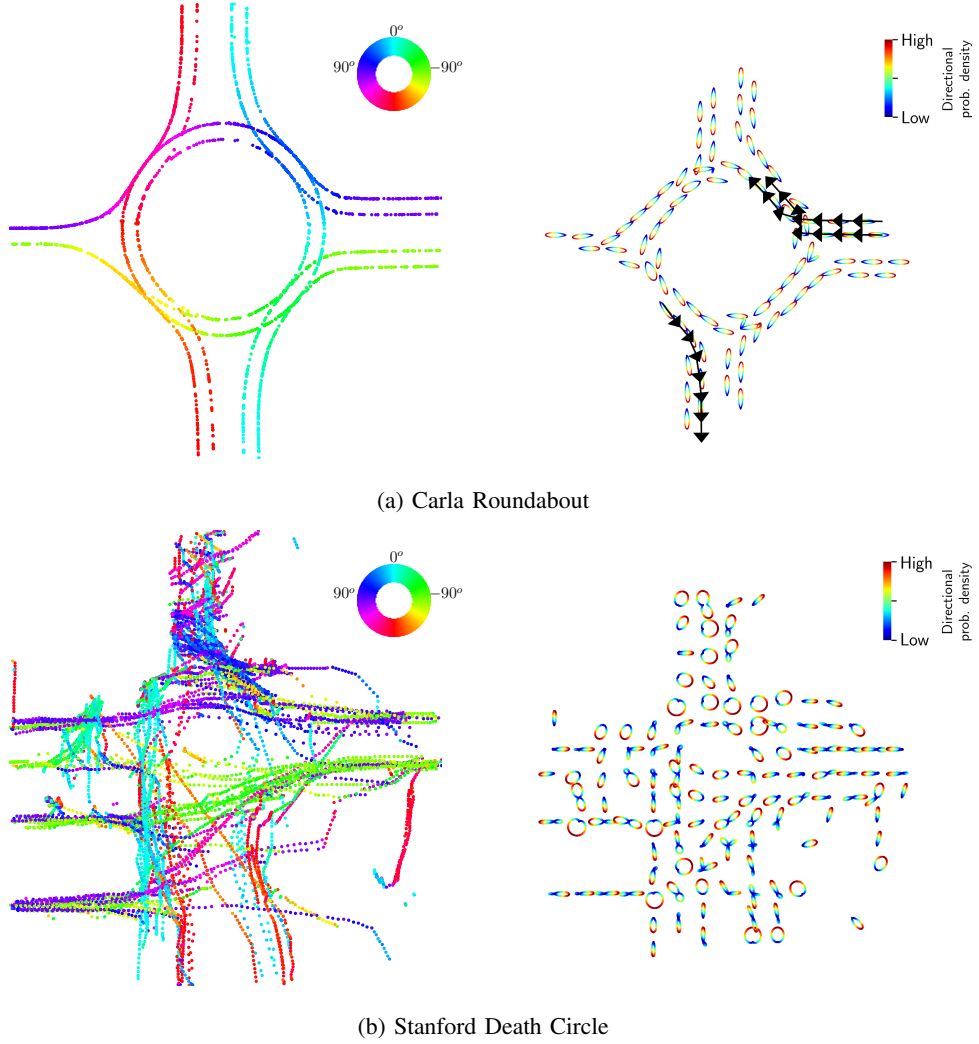 0°
90° −90°
High
Low
Directional
prob. density
(a) Carla Roundabout
0°
90° −90°
High
Low
Directional
prob. density
(b) Stanford Death Circle